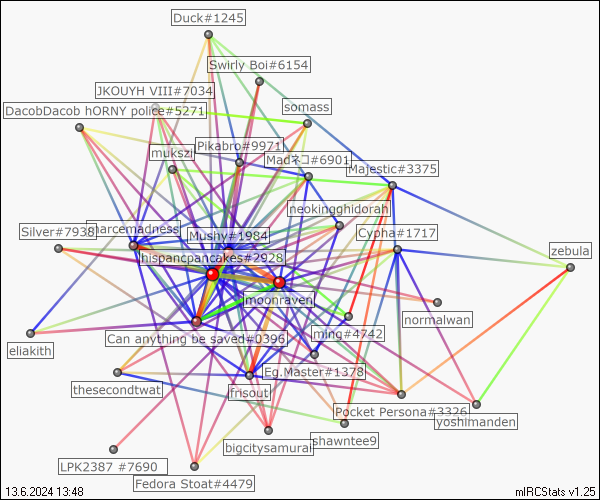 Duck#1245
Swirly Boi#6154
JKOUYH VIII#7034
somass
DacobDacob hORNY police#5271
Pikabro#9971
mukszi
Madネコ#6901
Majestic#3375
neokingghidorah
Silver#7938
narcemadness
Mushy#1984
Cypha#1717
zebula
hispancpancakes#2928
moonraven
normalwan
ming#4742
Can anything be saved#0396
eliakith
Eg.Master#1378
thesecondtwat
frisout
Pocket Persona#3326
yoshimanden
shawntee9
bigcitysamurai
LPK2387 #7690
Fedora Stoat#4479
13.6.2024 13:48
mIRCStats v1.25